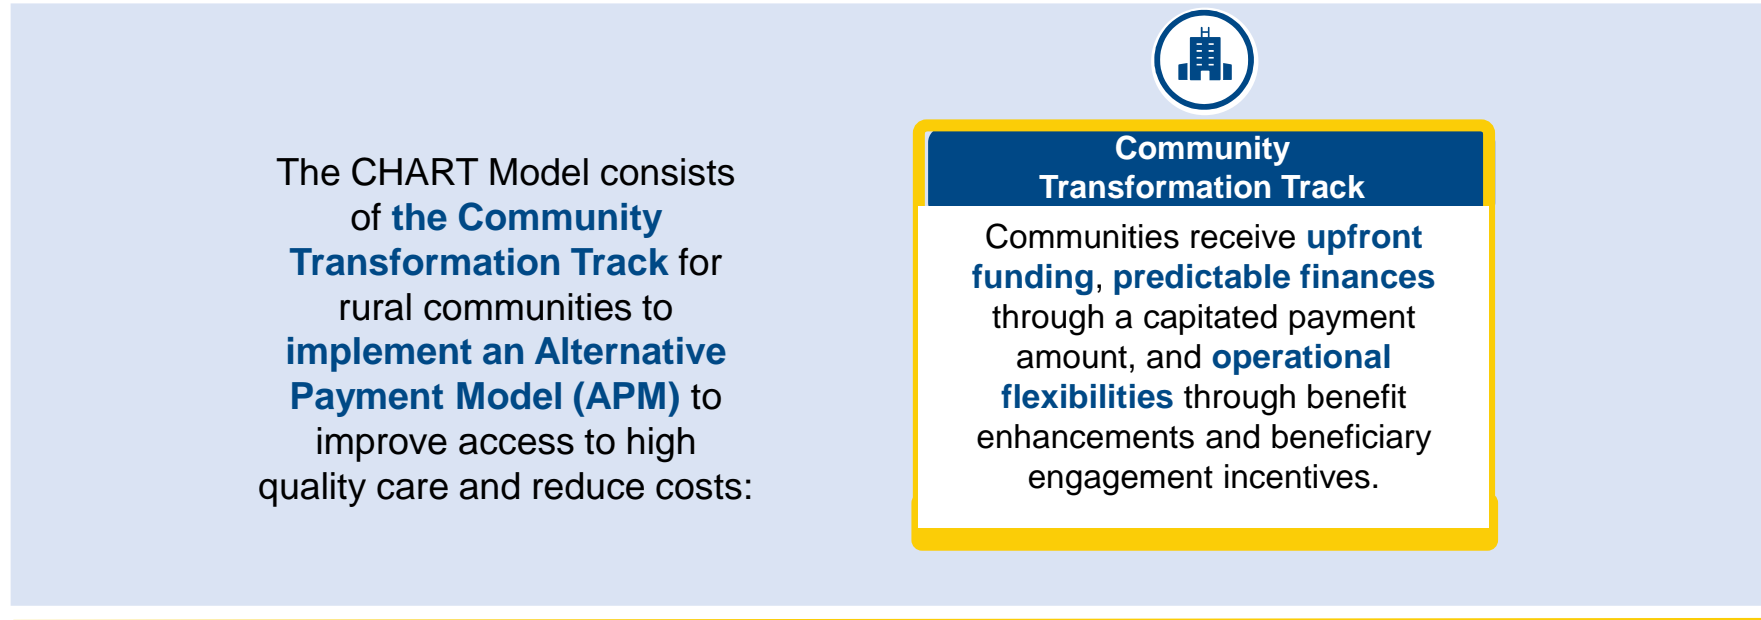 The CHART Model consists
of the Community
Transformation Track for
rural communities to
implement an Alternative
Payment Model (APM) to
improve access to high
quality care and reduce costs:
H
Community
Transformation Track
Communities receive upfront
funding, predictable finances
through a capitated payment
amount, and operational
flexibilities through benefit
enhancements and beneficiary
engagement incentives.